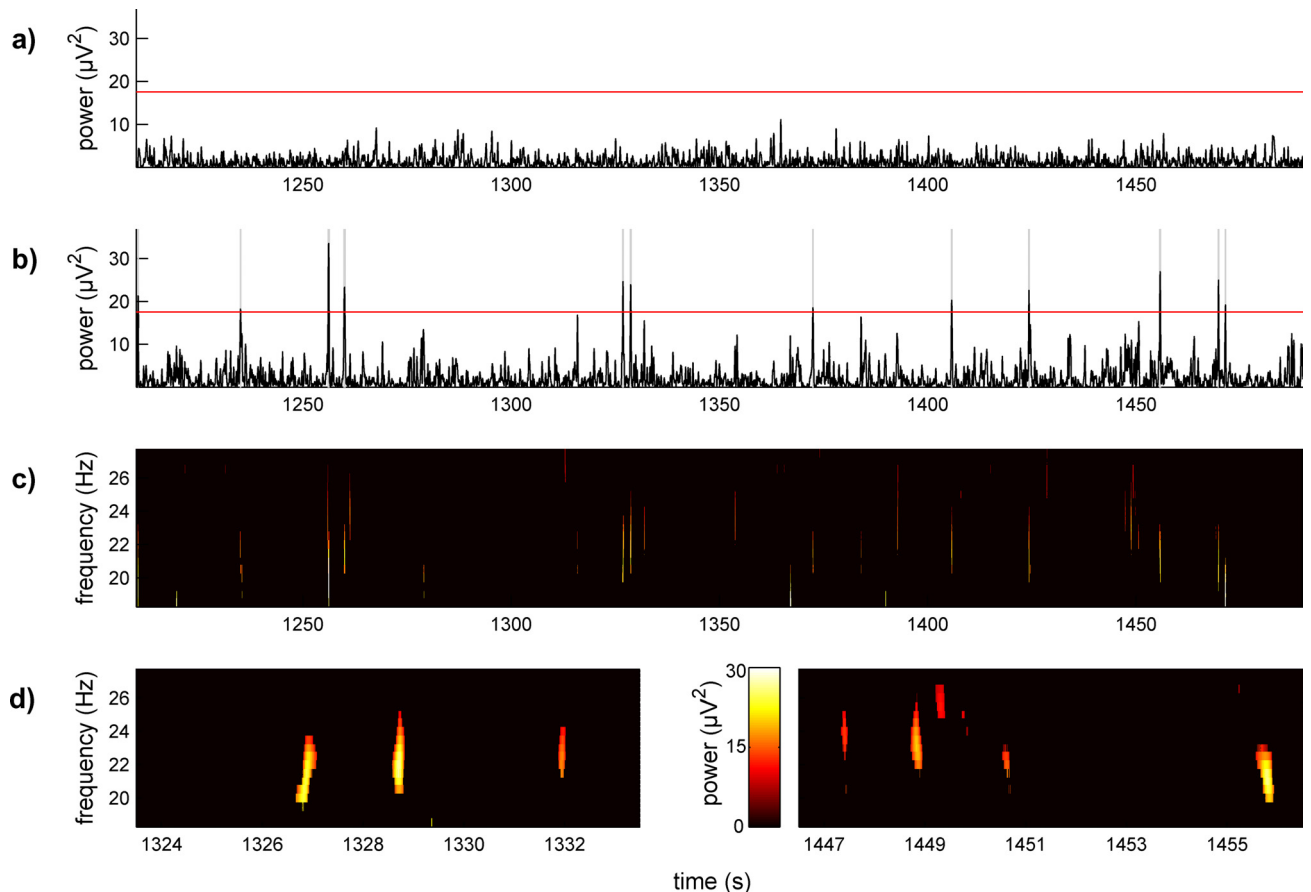 a)
power (µV²)
30
20
10
1250 1300 1350 1400 1450
b)
power (µV²)
30
20
10
1250 1300 1350 1400 1450
c)
frequency (Hz)
26
24
22
20
1250 1300 1350 1400 1450
d)
frequency (Hz)
26
24
22
20
1324 1326 1328 1330 1332
power (µV²)
30
15
0
1447 1449 1451 1453 1455
time (s)